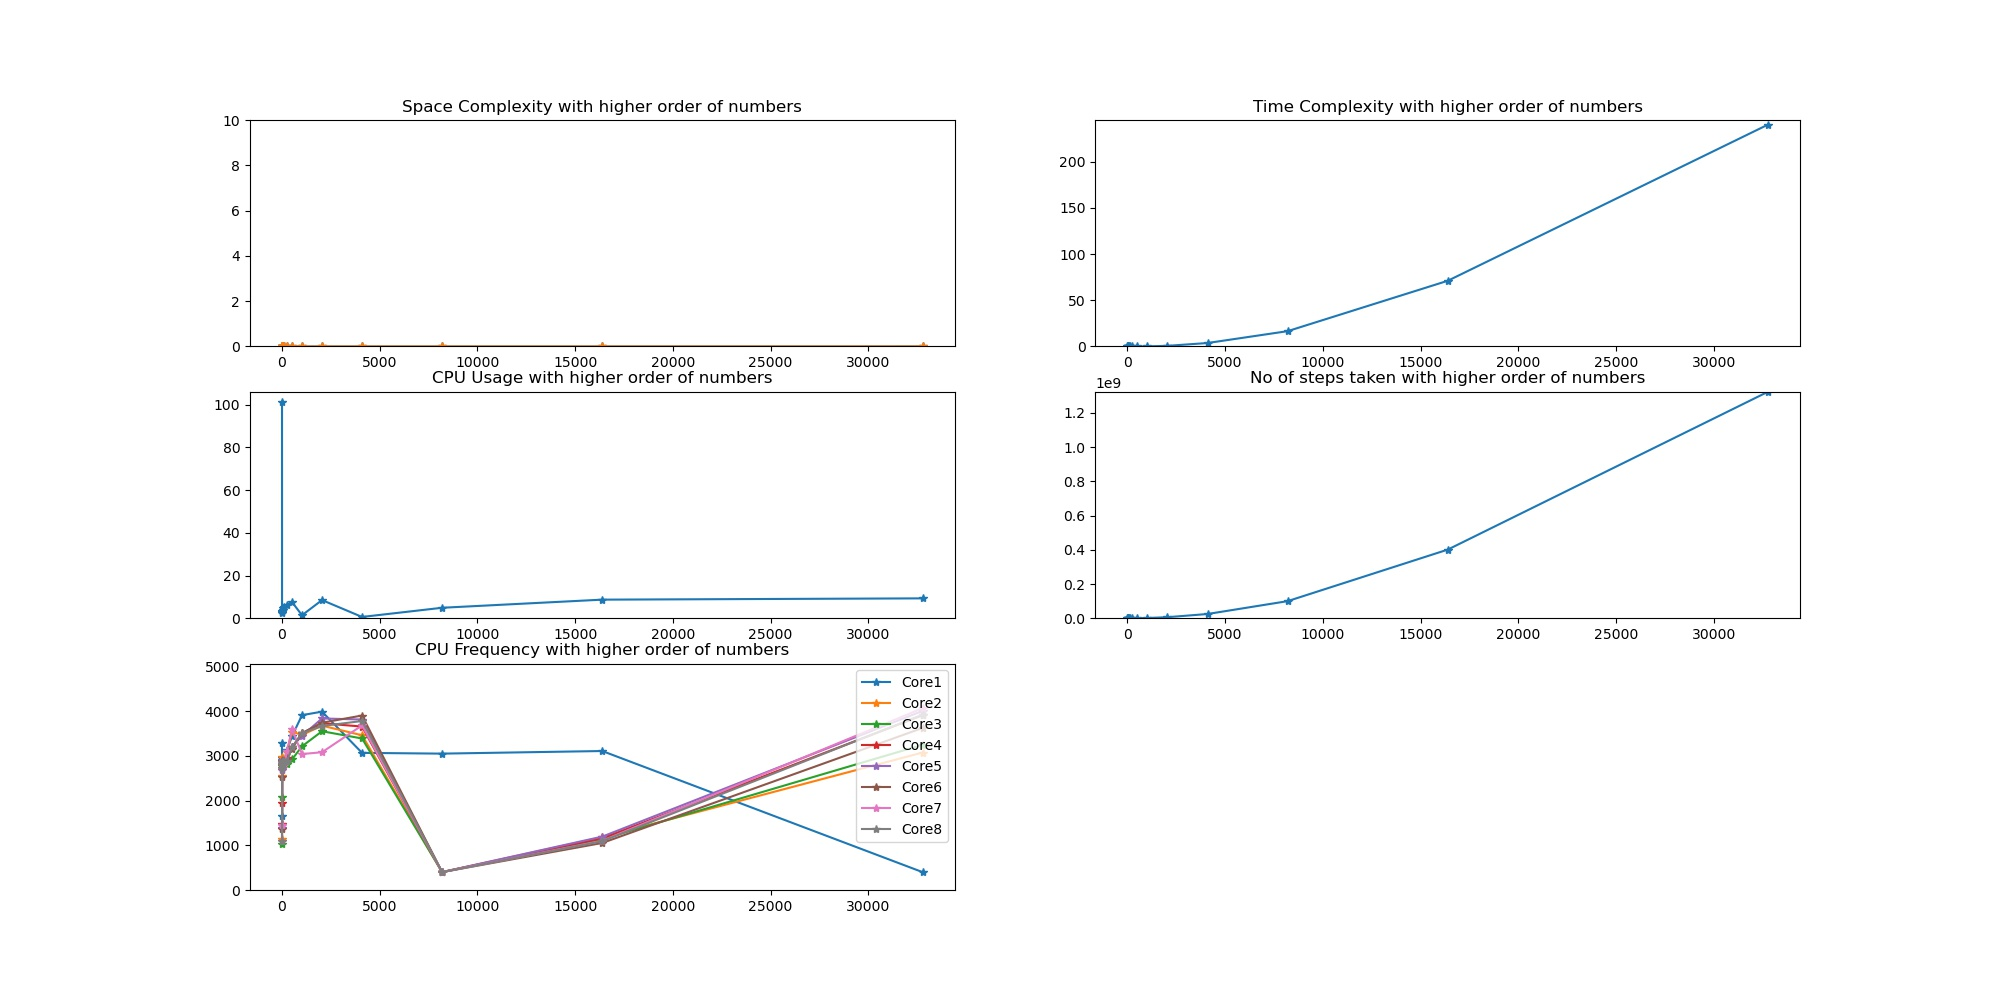 Space Complexity with higher order of numbers
10
8
6
4
2
0
0 5000 10000 15000 20000 25000 30000
Time Complexity with higher order of numbers
200
150
100
50
0
0 5000 10000 15000 20000 25000 30000
CPU Usage with higher order of numbers
100
80
60
40
20
0
0 5000 10000 15000 20000 25000 30000
No of steps taken with higher order of numbers
1e9
1.2
1.0
0.8
0.6
0.4
0.2
0.0
0 5000 10000 15000 20000 25000 30000
CPU Frequency with higher order of numbers
5000
4000
3000
2000
1000
0
0 5000 10000 15000 20000 25000 30000
Core1
Core2
Core3
Core4
Core5
Core6
Core7
Core8